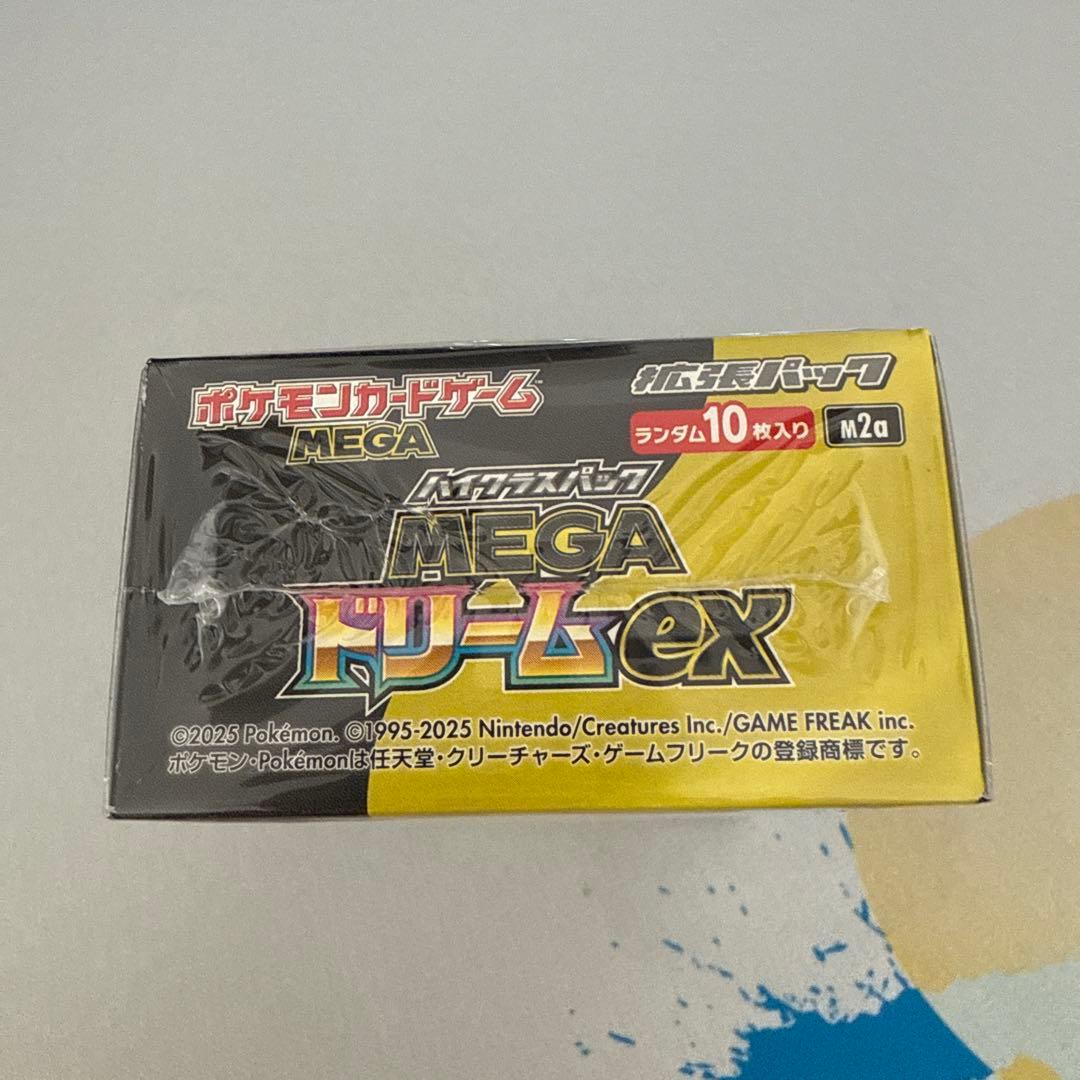 ポケモンカードゲーム™
MEGA
拡張パック
ランダム10枚入り
M2a
ハイクラスパック
MEGA
ドリームex
©2025 Pokémon. ©1995-2025 Nintendo/Creatures Inc./GAME FREAK inc.
ポケモン・Pokémonは任天堂・クリーチャーズ・ゲームフリークの登録商標です。